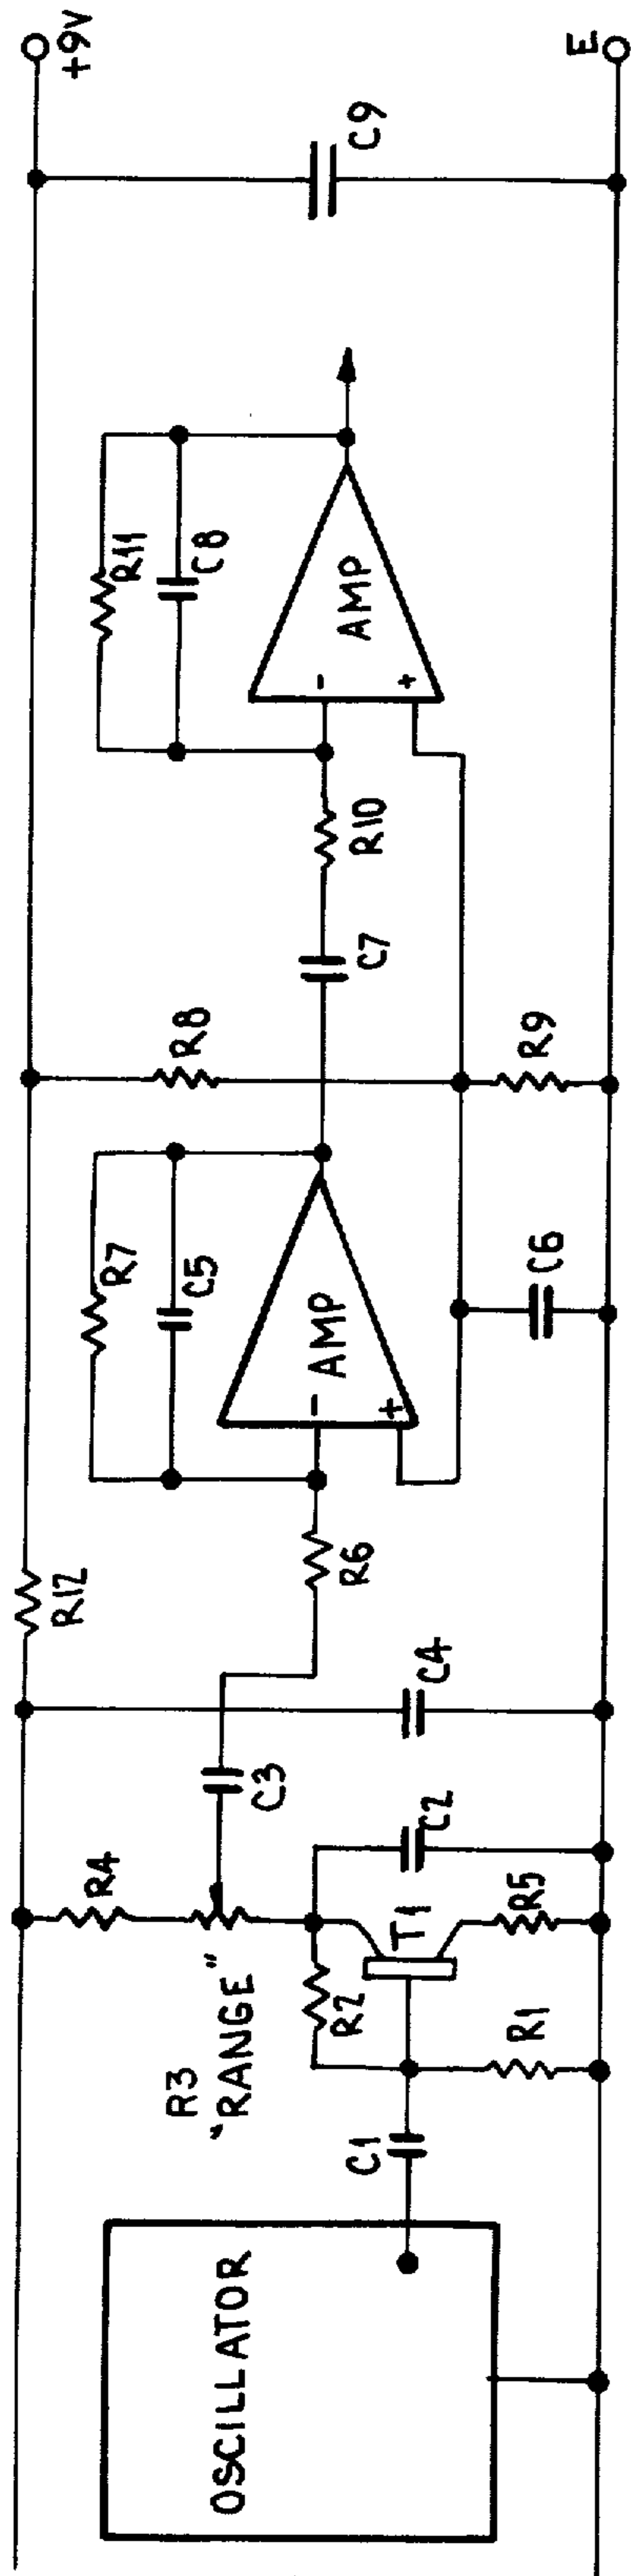 OSCILLATOR
C1
R3
"RANGE"
R4
R2
T1
R1
R5
C2
C3
C4
R12
R6
R7
C5
AMP
-
+
C6
R8
R9
C7
R10
R11
C8
AMP
-
+
C9
+9V
E